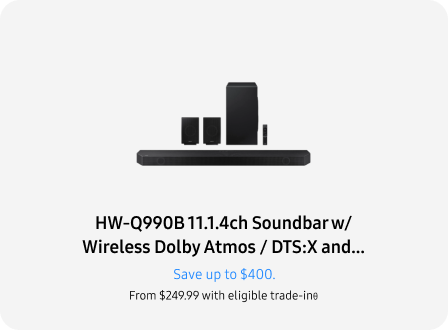 HW-Q990B 11.1.4ch Soundbar w/
Wireless Dolby Atmos / DTS:X and...
Save up to $400.
From $249.99 with eligible trade-inθ